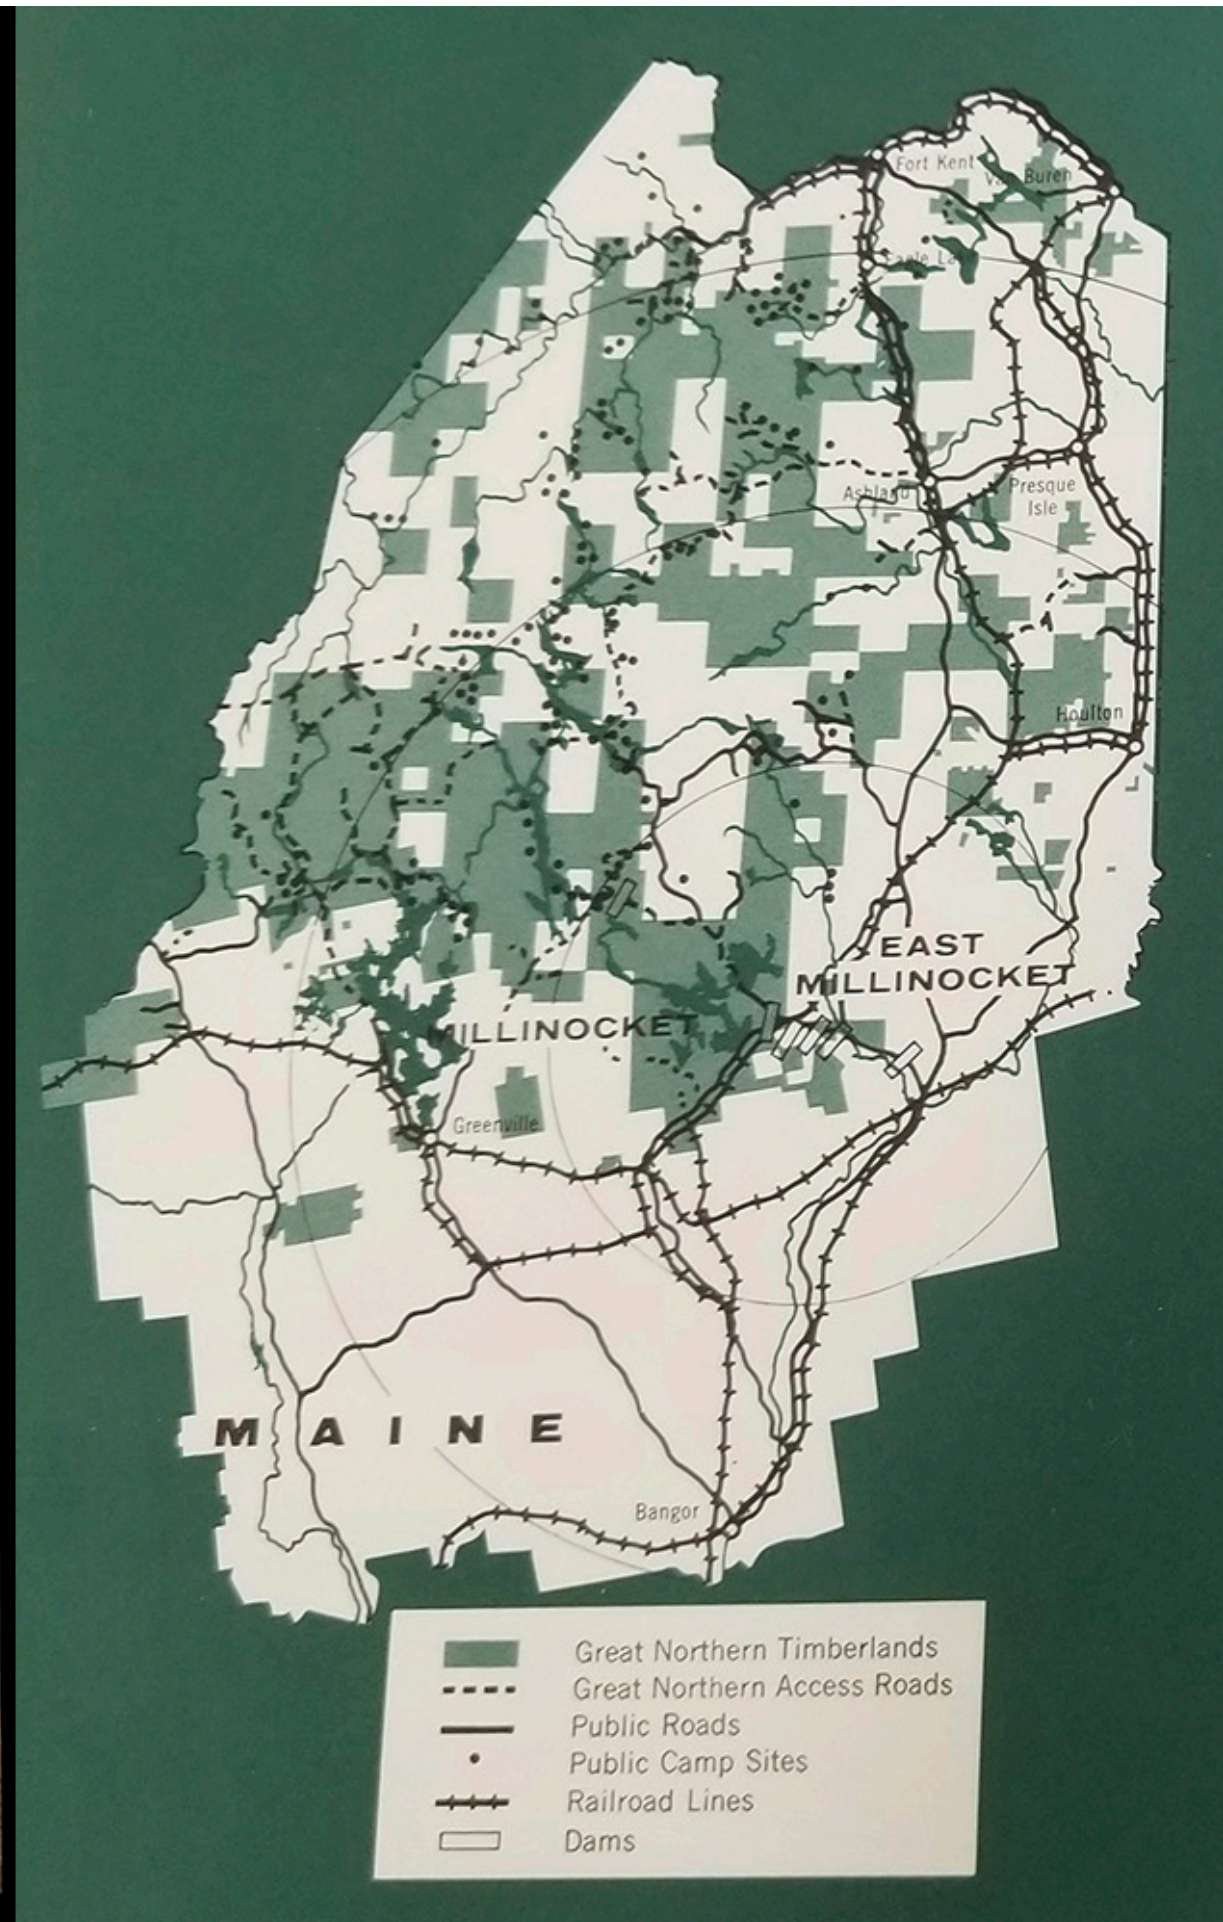 Fort Kent
Van Buren
Eagle Lake
Ashland
Presque
Isle
Houlton
EAST
MILLINOCKET
MILLINOCKET
Greenville
MAINE
Bangor
Great Northern Timberlands
Great Northern Access Roads
Public Roads
Public Camp Sites
Railroad Lines
Dams